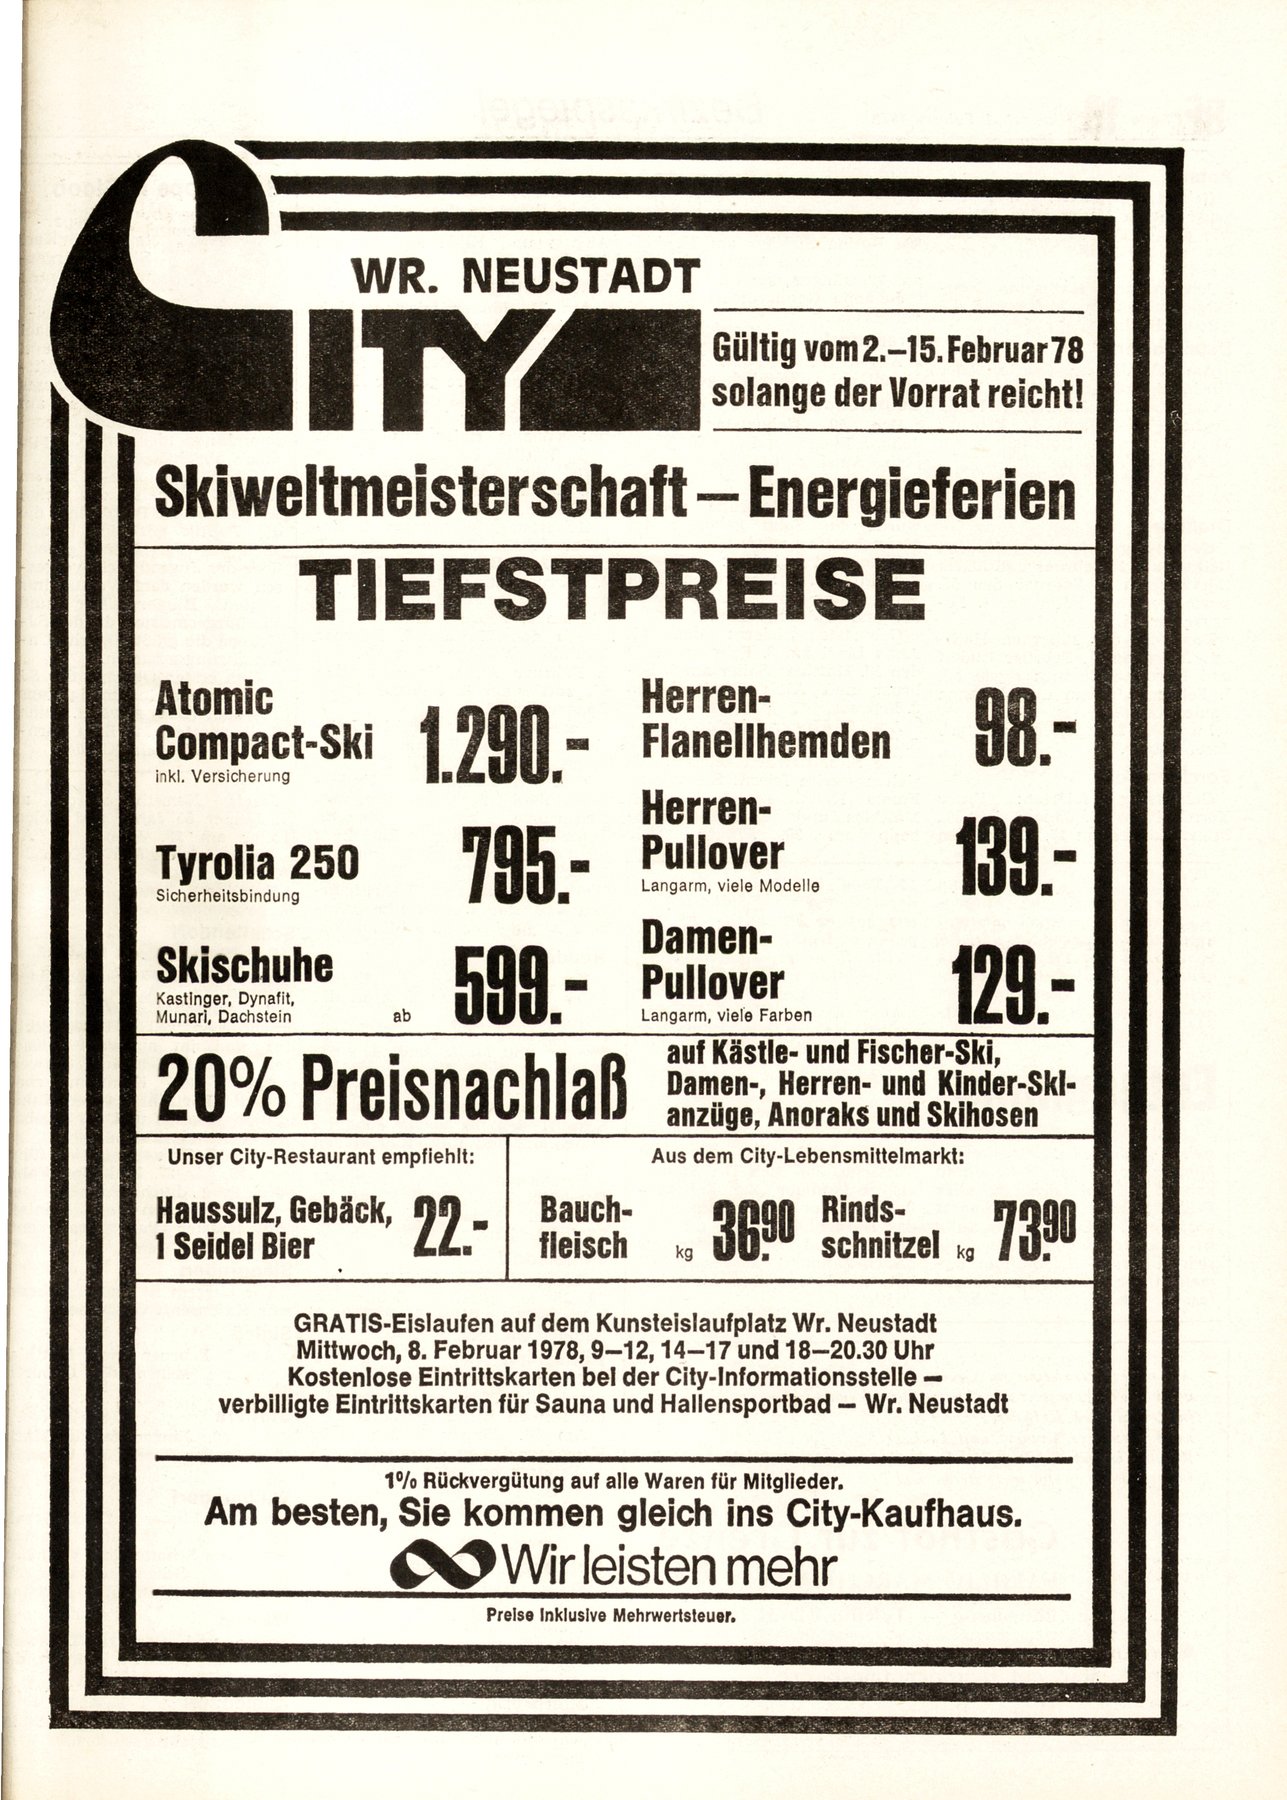 WR. NEUSTADT
CITY
Gültig vom 2.–15. Februar 78
solange der Vorrat reicht!
Skiweltmeisterschaft – Energieferien
TIEFSTPREISE
Atomic
Compact-Ski 1.290.-
inkl. Versicherung
Tyrolia 250 795.-
Sicherheitsbindung
Skischuhe
Kastinger, Dynafit,
Munari, Dachstein ab 599.-
Herren-
Flanellhemden 98.-
Herren-
Pullover 139.-
Langarm, viele Modelle
Damen-
Pullover 129.-
Langarm, viele Farben
20% Preisnachlaß
auf Kästle- und Fischer-Ski,
Damen-, Herren- und Kinder-Ski-
anzüge, Anoraks und Skihosen
Unser City-Restaurant empfiehlt:
Haussulz, Gebäck,
1 Seidel Bier 22.-
Aus dem City-Lebensmittelmarkt:
Bauch-
fleisch kg 36.90
Rinds-
schnitzel kg 73.90
GRATIS-Eislaufen auf dem Kunsteislaufplatz Wr. Neustadt
Mittwoch, 8. Februar 1978, 9–12, 14–17 und 18–20.30 Uhr
Kostenlose Eintrittskarten bei der City-Informationsstelle –
verbilligte Eintrittskarten für Sauna und Hallensportbad – Wr. Neustadt
1% Rückvergütung auf alle Waren für Mitglieder.
Am besten, Sie kommen gleich ins City-Kaufhaus.
Wir leisten mehr
Preise inklusive Mehrwertsteuer.